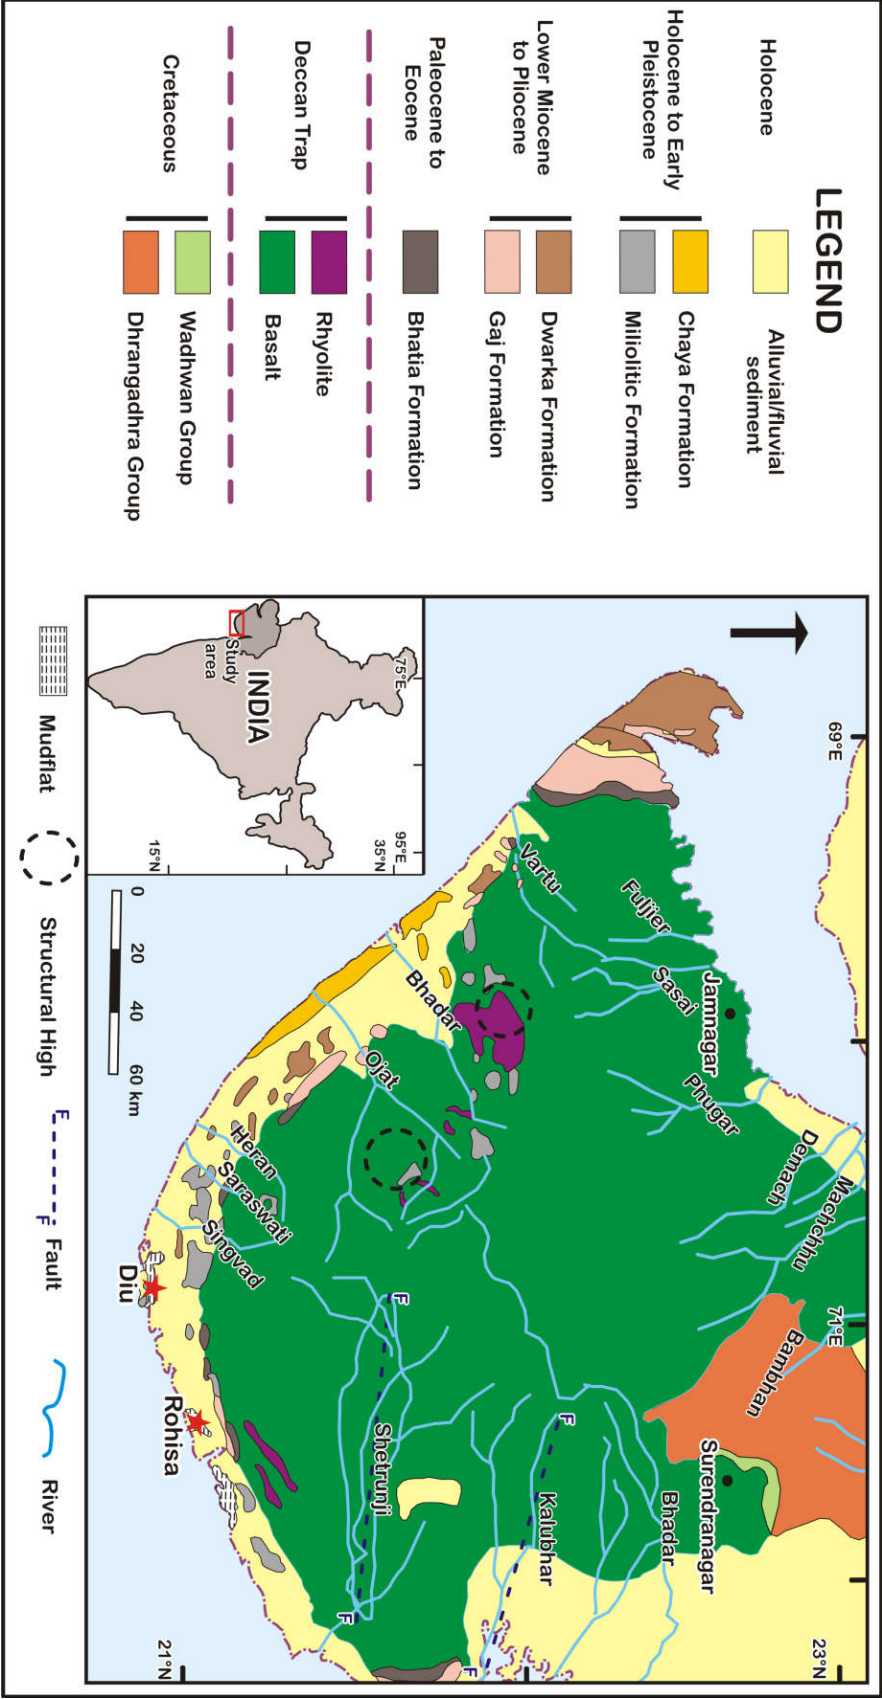 LEGEND
Holocene
Alluvial/fluvial
sediment
Holocene to Early
Pleistocene
Chaya Formation
Miliolitic Formation
Lower Miocene
to Pliocene
Dwarka Formation
Gaj Formation
Paleocene to
Eocene
Bhatia Formation
Deccan Trap
Rhyolite
Basalt
Cretaceous
Wadhwan Group
Dhrangadhra Group
69°E
71°E
23°N
21°N
Machchhu
Demach
Bambhan
Jamnagar
Phugar
Surendranagar
Fuljier
Sasai
Bhadar
Vartu
F
Kalubhar
F
Bhadar
Ojat
F
Shetrunji
F
Heran
Saraswati
Singvad
Rohisa
Diu
75°E
95°E
35°N
15°N
INDIA
Study
area
0 20 40 60 km
Mudflat
Structural High
F F Fault
River